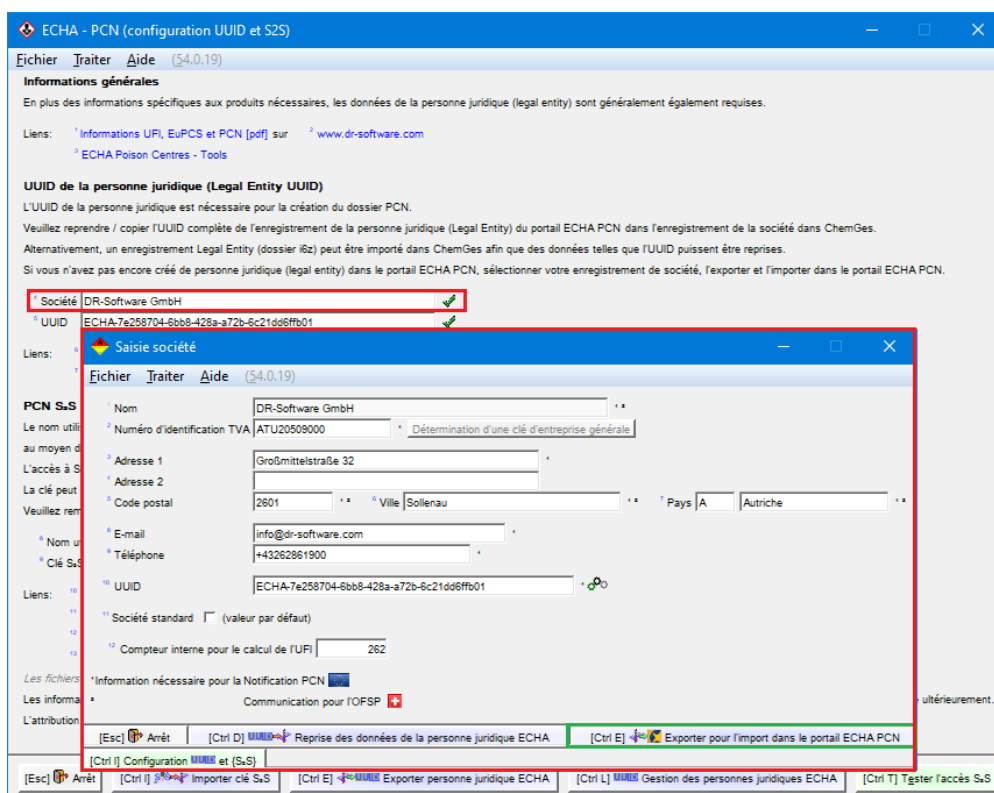 ECHA - PCN (configuration UUID et S2S)
Fichier Traiter Aide (54.0.19)
Informations générales
En plus des informations spécifiques aux produits nécessaires, les données de la personne juridique (legal entity) sont généralement également requises.
Liens: 1 Informations UFI, EuPCS et PCN [pdf] sur 2 www.dr-software.com
3 ECHA Poison Centres - Tools
UUID de la personne juridique (Legal Entity UUID)
L'UUID de la personne juridique est nécessaire pour la création du dossier PCN.
Veuillez reprendre / copier l'UUID complète de l'enregistrement de la personne juridique (Legal Entity) du portail ECHA PCN dans l'enregistrement de la société dans ChemGes.
Alternativement, un enregistrement Legal Entity (dossier i6z) peut être importé dans ChemGes afin que des données telles que l'UUID puissent être reprises.
Si vous n'avez pas encore créé de personne juridique (legal entity) dans le portail ECHA PCN, sélectionner votre enregistrement de société, l'exporter et l'importer dans le portail ECHA PCN.
4 Société DR-Software GmbH
5 UUID ECHA-7e258704-6bb8-428a-a72b-6c21dd6ffb01
Liens: 6
7
Saisie société
Fichier Traiter Aide (54.0.19)
1 Nom DR-Software GmbH
2 Numéro d'identification TVA ATU20509000 * Détermination d'une clé d'entreprise générale
3 Adresse 1 Großmittelstraße 32 *
4 Adresse 2
5 Code postal 2601 6 Ville Sollenau 7 Pays A Autriche
8 E-mail info@dr-software.com *
9 Téléphone +43262861900 *
10 UUID ECHA-7e258704-6bb8-428a-a72b-6c21dd6ffb01 *
11 Société standard (valeur par défaut)
12 Compteur interne pour le calcul de l'UFI 262
*Information nécessaire pour la Notification PCN
Communication pour l'OFSP
[Esc] Arrêt [Ctrl D] UUID Reprise des données de la personne juridique ECHA [Ctrl E] Exporter pour l'import dans le portail ECHA PCN
[Ctrl I] Configuration UUID et {S2S}
PCN S2S
Le nom utili
au moyen d
L'accès à S
La clé peut
Veuillez rem
8 Nom u
9 Clé S2S
Liens: 10
11
12
13
Les fichiers
Les informa
ultérieurement.
L'attribution
[Esc] Arrêt [Ctrl I] Importer clé S2S [Ctrl E] UUID Exporter personne juridique ECHA [Ctrl L] UUID Gestion des personnes juridiques ECHA [Ctrl T] Tester l'accès S2S